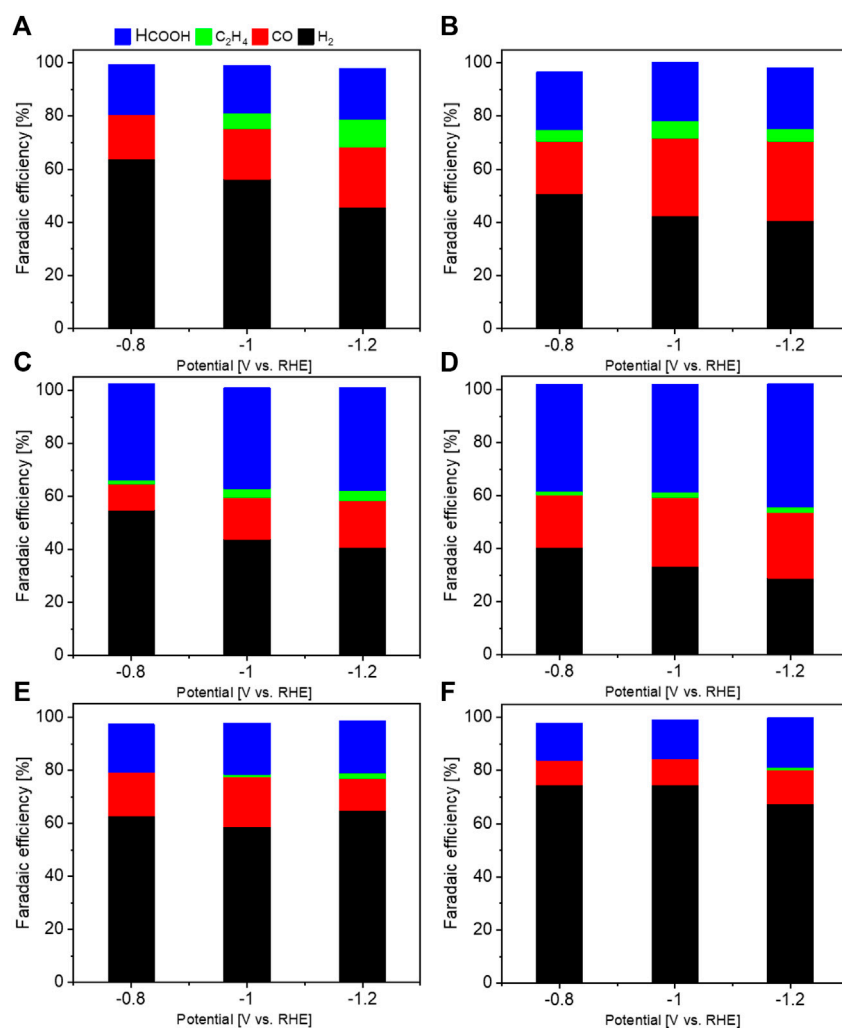 A
B
HCOOH C₂H₄ CO H₂
100
80
60
40
20
0
Faradaic efficiency [%]
-0.8 -1 -1.2
Potential [V vs. RHE]
100
80
60
40
20
0
Faradaic efficiency [%]
-0.8 -1 -1.2
Potential [V vs. RHE]
C
100
80
60
40
20
0
Faradaic efficiency [%]
-0.8 -1 -1.2
Potential [V vs. RHE]
D
100
80
60
40
20
0
Faradaic efficiency [%]
-0.8 -1 -1.2
Potential [V vs. RHE]
E
100
80
60
40
20
0
Faradaic efficiency [%]
-0.8 -1 -1.2
Potential [V vs. RHE]
F
100
80
60
40
20
0
Faradaic efficiency [%]
-0.8 -1 -1.2
Potential [V vs. RHE]